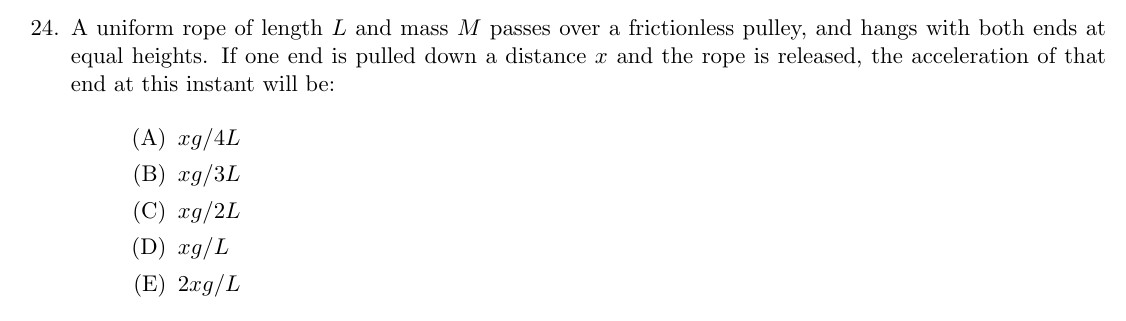 24. A uniform rope of length L and mass M passes over a frictionless pulley, and hangs with both ends at
equal heights. If one end is pulled down a distance x and the rope is released, the acceleration of that
end at this instant will be:
(A) xg/4L
(B) xg/3L
(C) xg/2L
(D) xg/L
(E) 2xg/L